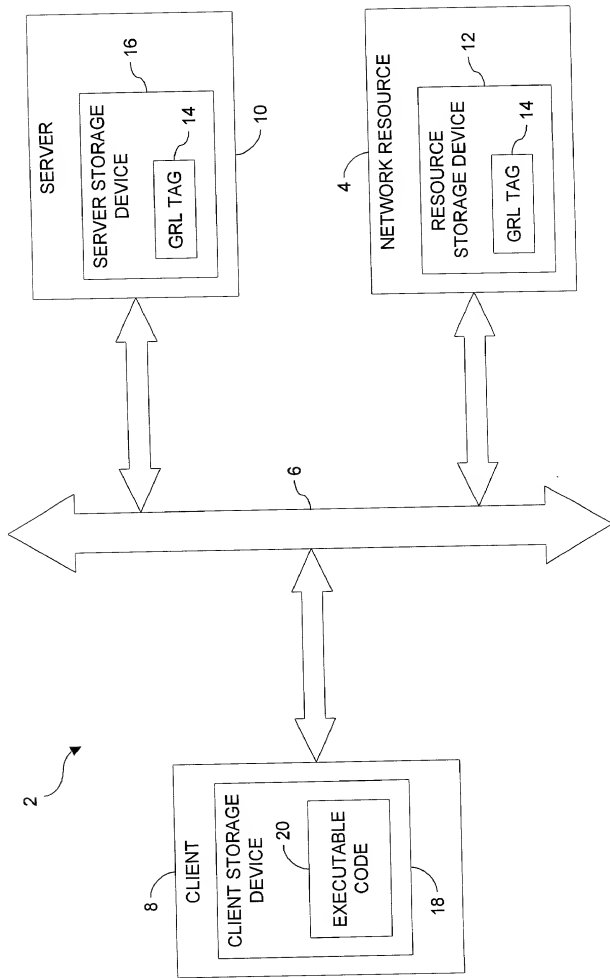 2
8
CLIENT
CLIENT STORAGE
DEVICE
20
EXECUTABLE
CODE
18
6
SERVER
16
SERVER STORAGE
DEVICE
14
GRL TAG
10
4
NETWORK RESOURCE
12
RESOURCE
STORAGE DEVICE
14
GRL TAG